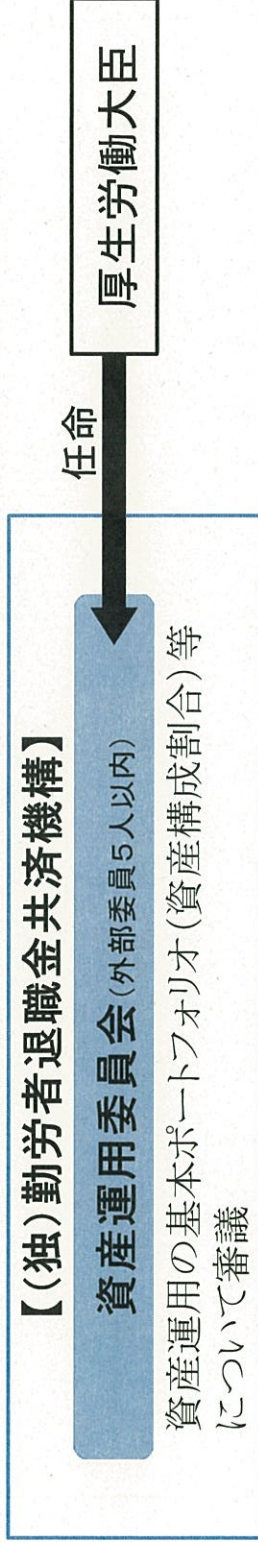 【(独)勤労者退職金共済機構】
資産運用委員会(外部委員5人以内)
資産運用の基本ポートフォリオ(資産構成割合)等
について審議
任命
厚生労働大臣